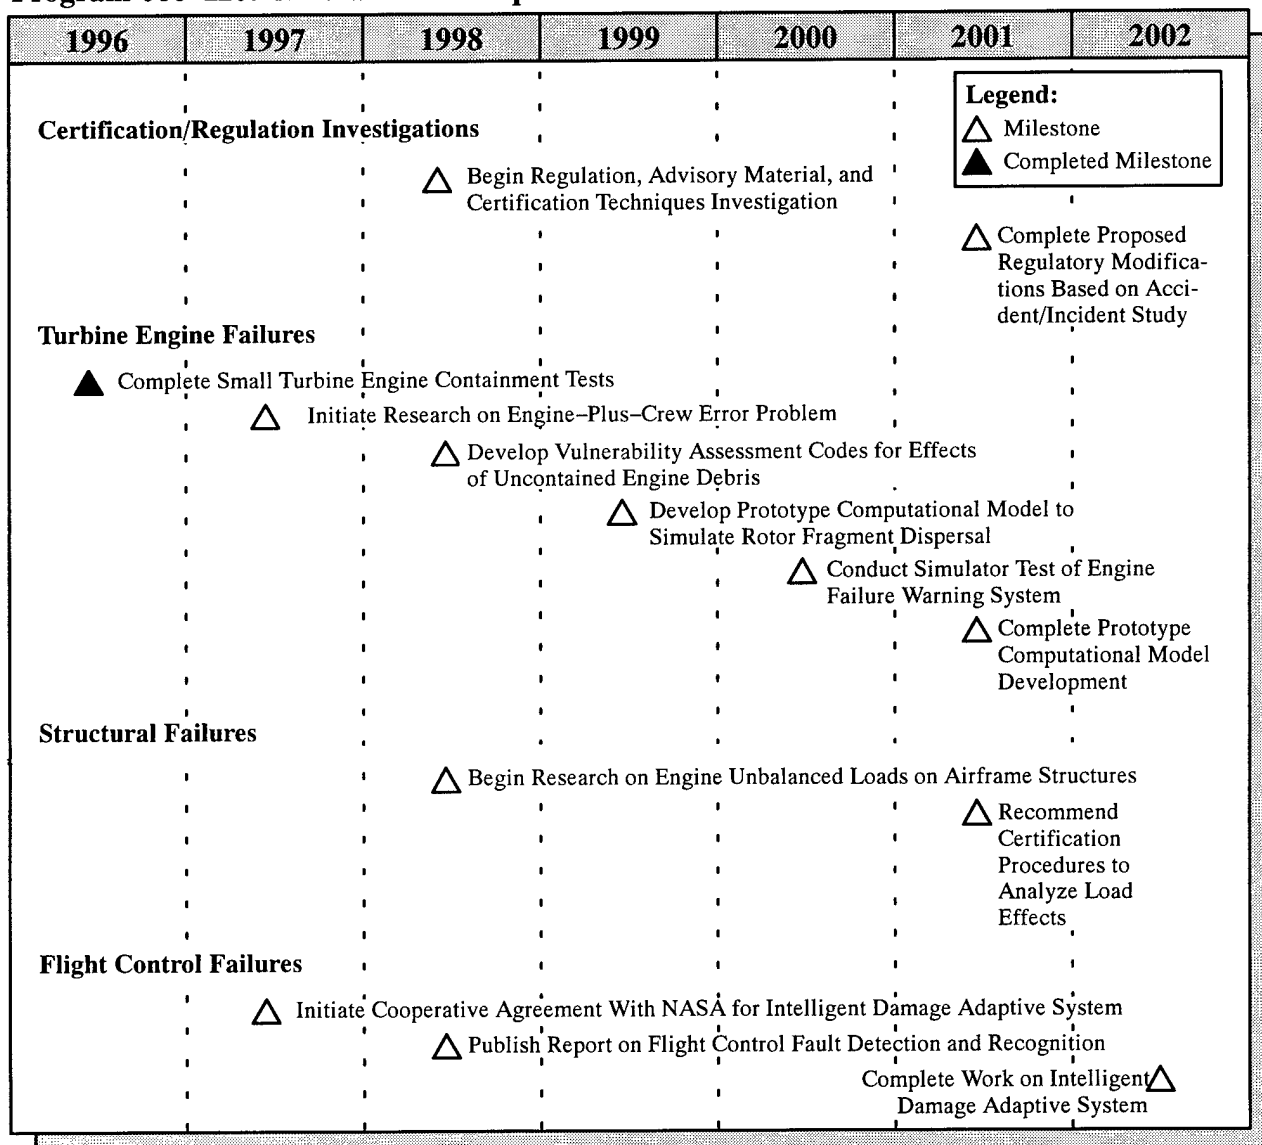 1996 1997 1998 1999 2000 2001 2002
Legend:
Milestone
Completed Milestone
Certification/Regulation Investigations
Begin Regulation, Advisory Material, and
Certification Techniques Investigation
Complete Proposed
Regulatory Modifica-
tions Based on Acci-
dent/Incident Study
Turbine Engine Failures
Complete Small Turbine Engine Containment Tests
Initiate Research on Engine–Plus–Crew Error Problem
Develop Vulnerability Assessment Codes for Effects
of Uncontained Engine Debris
Develop Prototype Computational Model to
Simulate Rotor Fragment Dispersal
Conduct Simulator Test of Engine
Failure Warning System
Complete Prototype
Computational Model
Development
Structural Failures
Begin Research on Engine Unbalanced Loads on Airframe Structures
Recommend
Certification
Procedures to
Analyze Load
Effects
Flight Control Failures
Initiate Cooperative Agreement With NASA for Intelligent Damage Adaptive System
Publish Report on Flight Control Fault Detection and Recognition
Complete Work on Intelligent
Damage Adaptive System